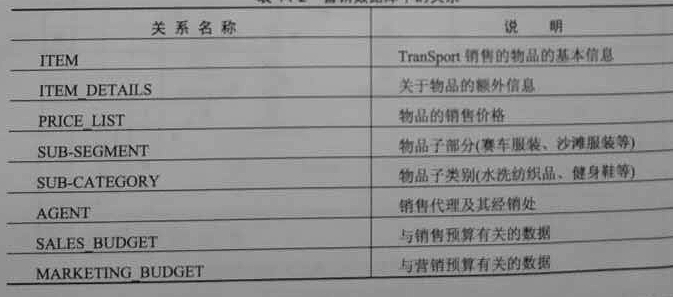 关系名称 说明
ITEM TranSport 销售的物品的基本信息
ITEM_DETAILS 关于物品的额外信息
PRICE_LIST 物品的销售价格
SUB-SEGMENT 物品子部分(赛车服装、沙滩服装等)
SUB-CATEGORY 物品子类别(水洗纺织品、健身鞋等)
AGENT 销售代理及其经销处
SALES_BUDGET 与销售预算有关的数据
MARKETING_BUDGET 与营销预算有关的数据